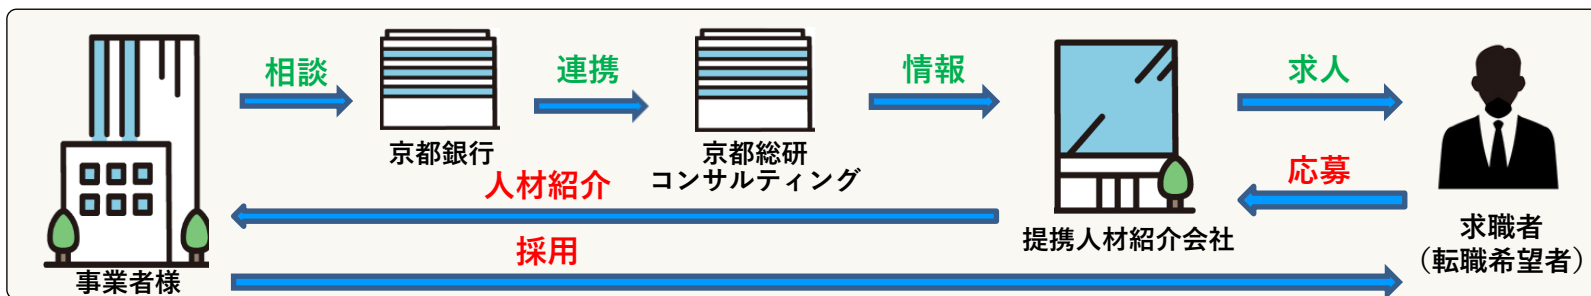 相談
連携
情報
求人
京都銀行
京都総研
コンサルティング
人材紹介
応募
提携人材紹介会社
求職者
（転職希望者）
採用
事業者様